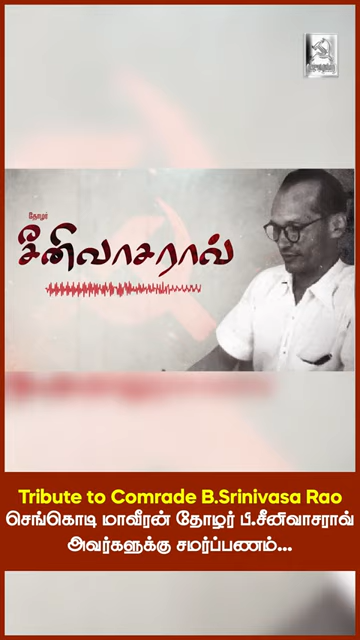 தோழர்
சீனிவாசராவ்
Tribute to Comrade B.Srinivasa Rao
செங்கொடி மாவீரன் தோழர் பி.சீனிவாசராவ்
அவர்களுக்கு சமர்ப்பணம்...